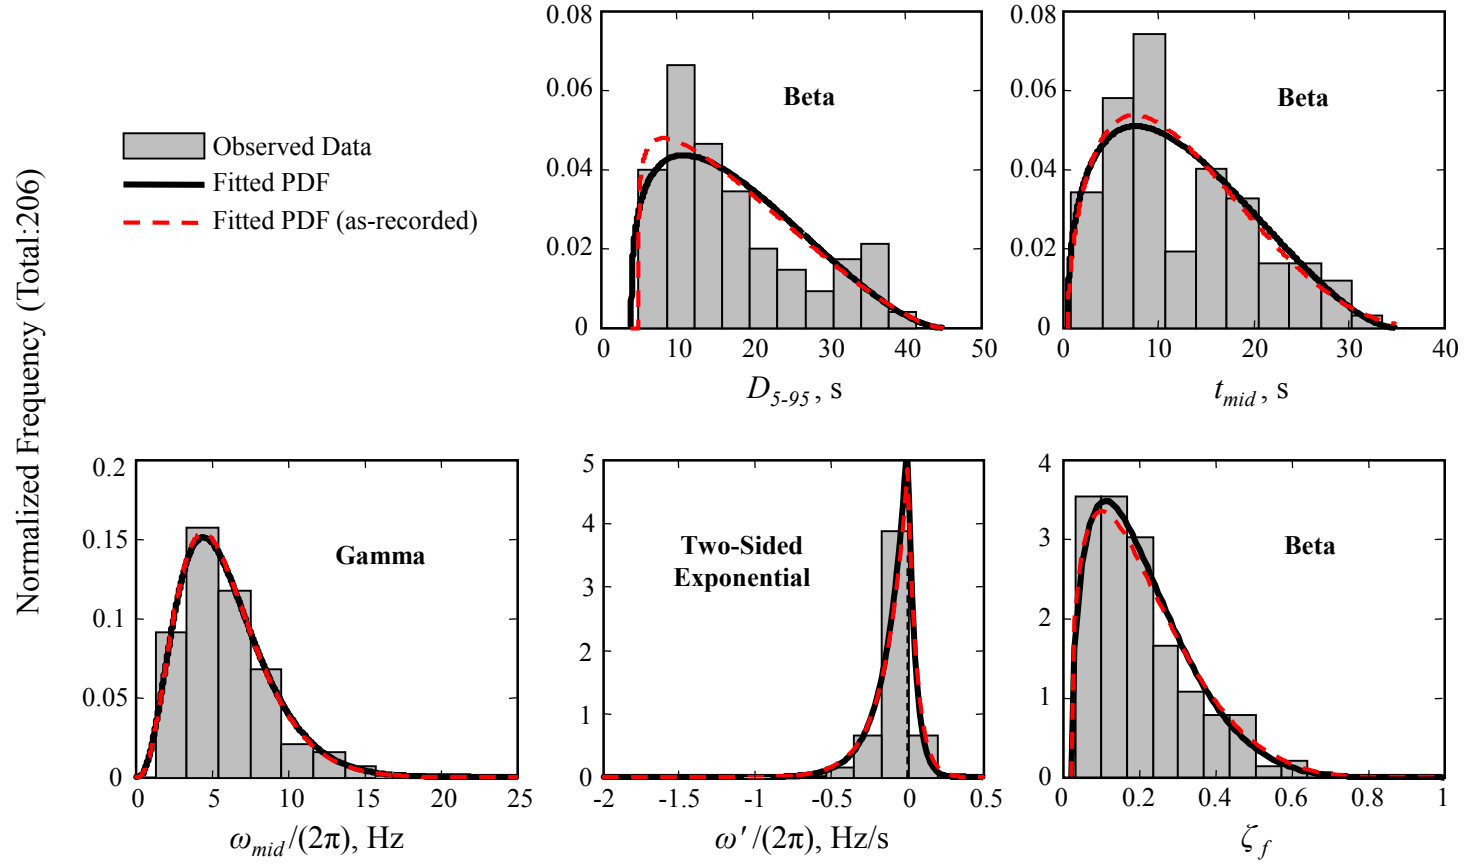 Normalized Frequency (Total:206)
Observed Data
Fitted PDF
Fitted PDF (as-recorded)
0.08
0.06
0.04
0.02
0
Beta
0 10 20 30 40 50
D5-95, s
0.08
0.06
0.04
0.02
0
Beta
0 10 20 30 40
tmid, s
0.2
0.15
0.1
0.05
0
Gamma
0 5 10 15 20 25
ωmid/(2π), Hz
5
4
3
2
1
0
Two-Sided
Exponential
-2 -1.5 -1 -0.5 0 0.5
ω'/(2π), Hz/s
4
3
2
1
0
Beta
0 0.2 0.4 0.6 0.8 1
ζf